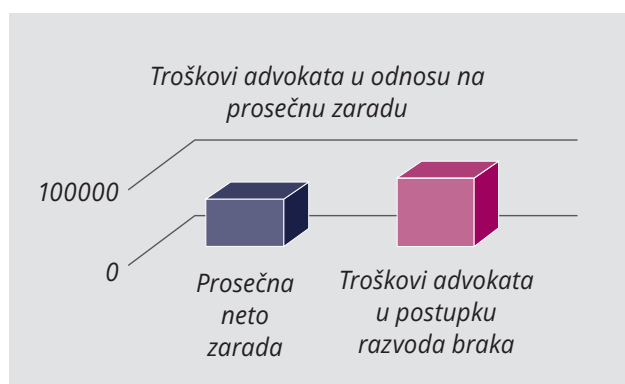 Troškovi advokata u odnosu na
prosečnu zaradu
100000
0
Prosečna
neto
zarada
Troškovi advokata
u postupku
razvoda braka